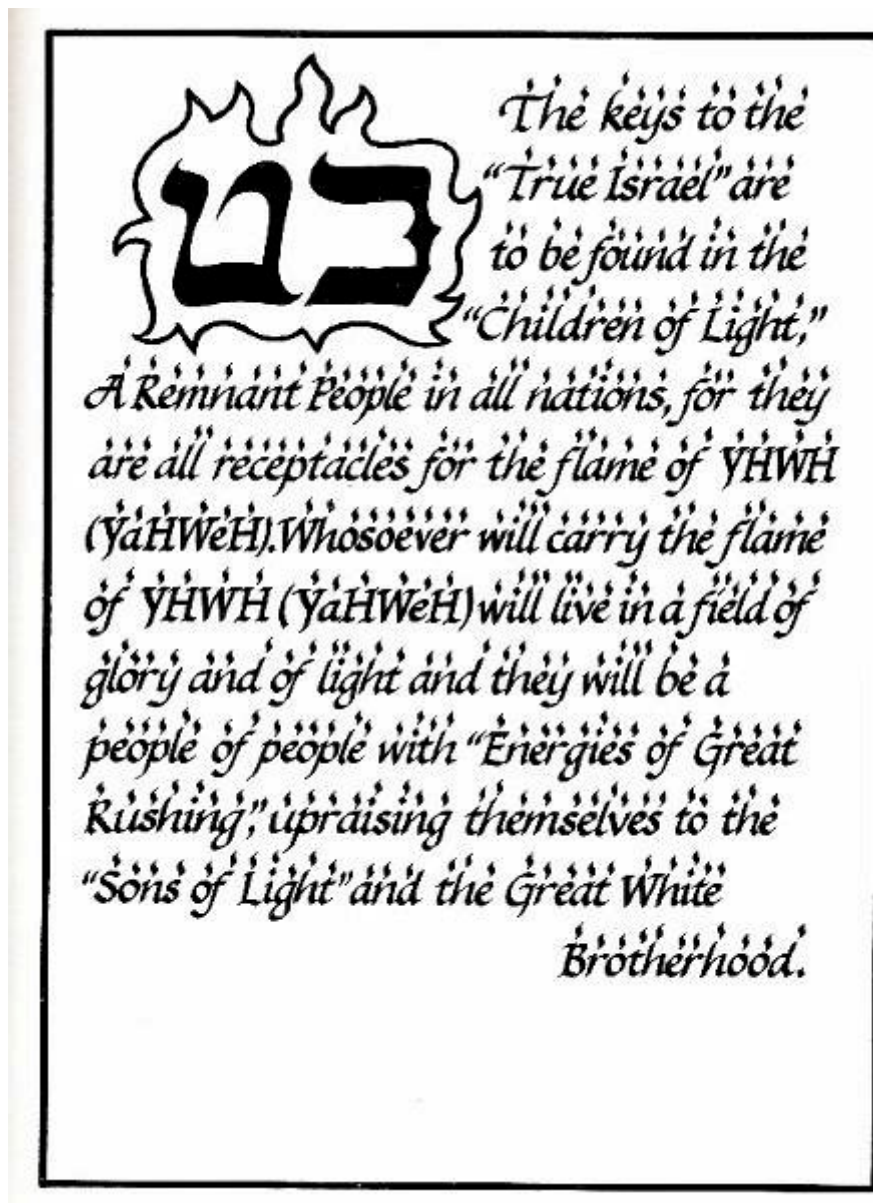 כט
The keys to the
“True Israel” are
to be found in the
“Children of Light,”
A Remnant People in all nations, for they
are all receptacles for the flame of YHWH
(YaHWeH). Whosoever will carry the flame
of YHWH (YaHWeH) will live in a field of
glory and of light and they will be a
people of people with “Energies of Great
Rushing,” upraising themselves to the
“Sons of Light” and the Great White
Brotherhood.